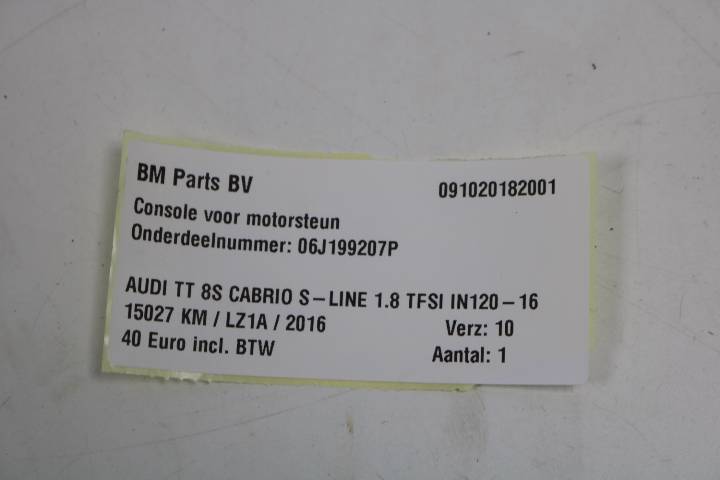 BM Parts BV 091020182001
Console voor motorsteun
Onderdeelnummer: 06J199207P
AUDI TT 8S CABRIO S-LINE 1.8 TFSI IN120-16
15027 KM / LZ1A / 2016 Verz: 10
40 Euro incl. BTW Aantal: 1